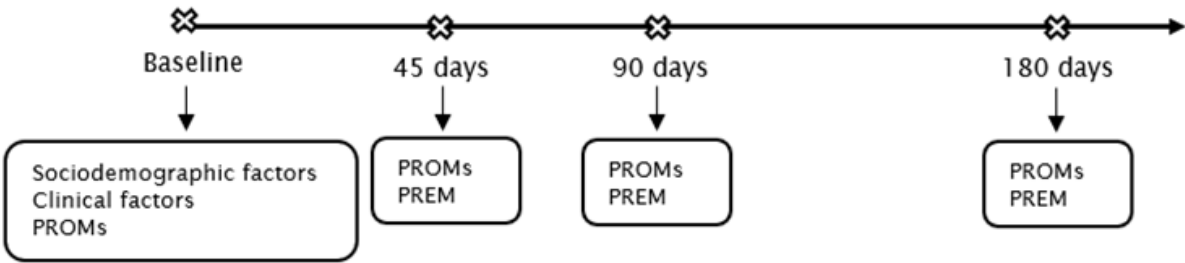 Baseline
45 days
90 days
180 days
Sociodemographic factors
Clinical factors
PROMs
PROMs
PREM
PROMs
PREM
PROMs
PREM